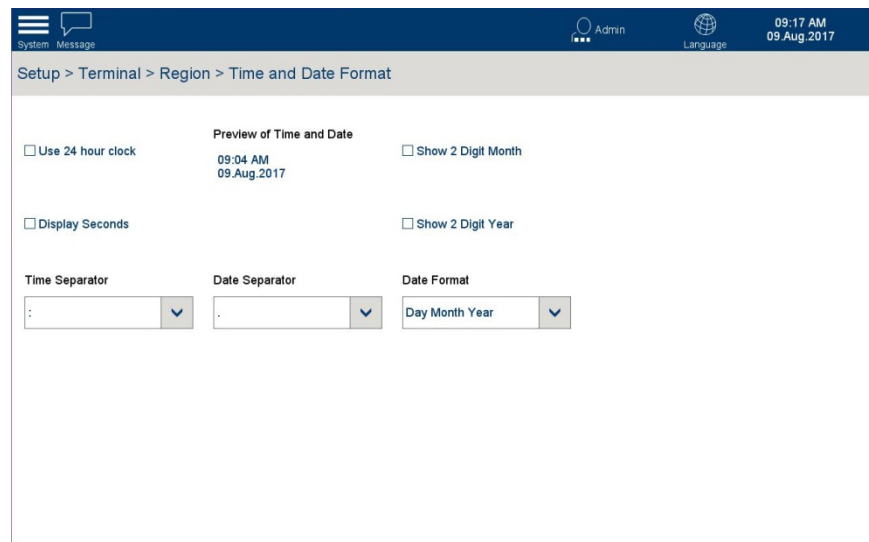 System Message
Admin
Language
09:17 AM
09.Aug.2017
Setup > Terminal > Region > Time and Date Format
Use 24 hour clock
Preview of Time and Date
09:04 AM
09.Aug.2017
Show 2 Digit Month
Display Seconds
Show 2 Digit Year
Time Separator
Date Separator
Date Format
:
.
Day Month Year